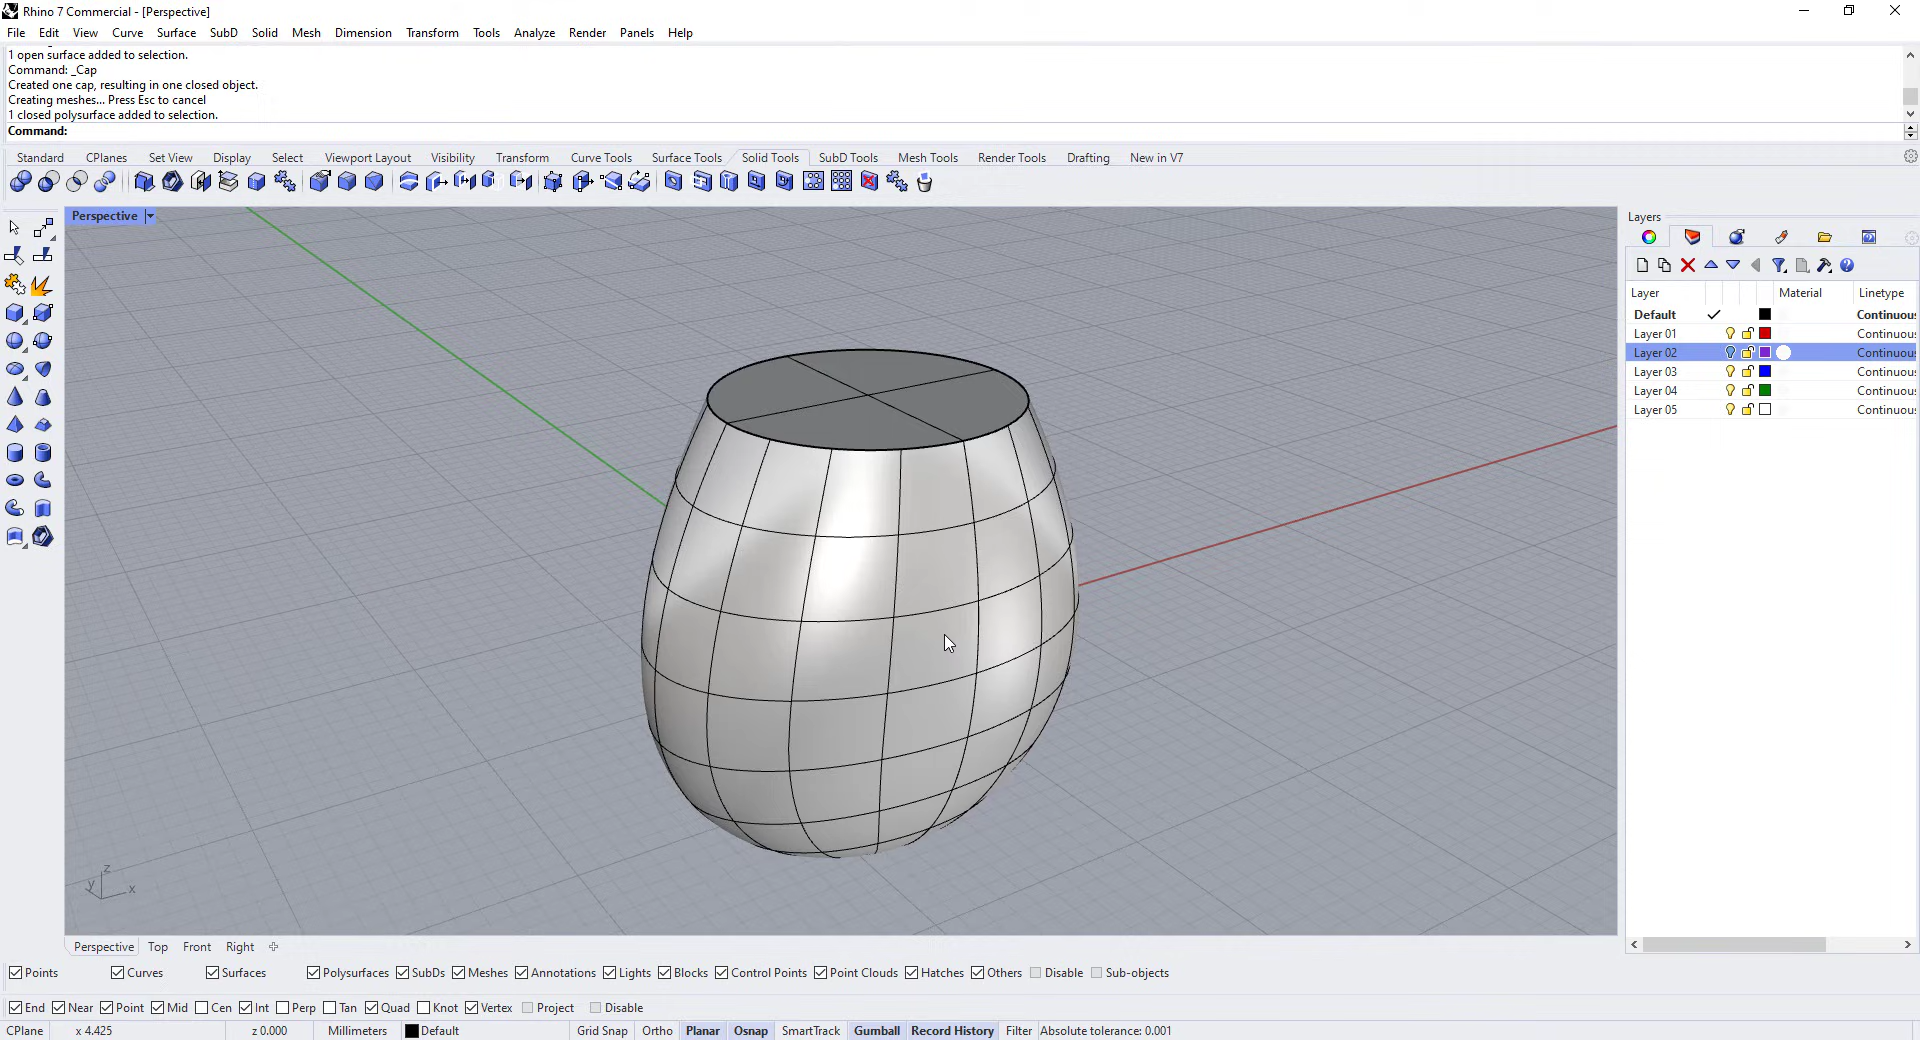 Rhino 7 Commercial - [Perspective]
File Edit View Curve Surface SubD Solid Mesh Dimension Transform Tools Analyze Render Panels Help
1 open surface added to selection.
Command: _Cap
Created one cap, resulting in one closed object.
Creating meshes... Press Esc to cancel
1 closed polysurface added to selection.
Command:
Standard CPlanes Set View Display Select Viewport Layout Visibility Transform Curve Tools Surface Tools Solid Tools SubD Tools Mesh Tools Render Tools Drafting New in V7
Perspective
Layers
Layer Material Linetype
Default Continuous
Layer 01 Continuous
Layer 02 Continuous
Layer 03 Continuous
Layer 04 Continuous
Layer 05 Continuous
z
y
x
Perspective Top Front Right
Points Curves Surfaces Polysurfaces SubDs Meshes Annotations Lights Blocks Control Points Point Clouds Hatches Others Disable Sub-objects
End Near Point Mid Cen Int Perp Tan Quad Knot Vertex Project Disable
CPlane x 4.425 z 0.000 Millimeters Default Grid Snap Ortho Planar Osnap SmartTrack Gumball Record History Filter Absolute tolerance: 0.001